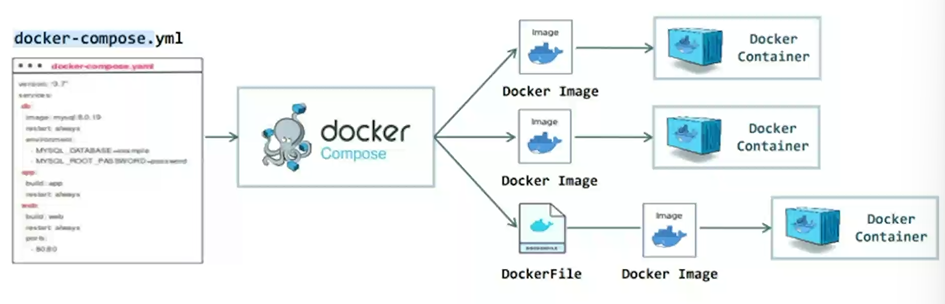 docker-compose.yml
docker-compose.yaml
version: "3.7"
services:
db:
image: mysql:8.0.19
restart: always
environment:
- MYSQL_DATABASE=example
- MYSQL_ROOT_PASSWORD=password
app:
build: app
restart: always
web:
build: web
restart: always
ports:
- 80:80
docker
Compose
Image
Docker Image
Docker
Container
Image
Docker Image
Docker
Container
DockerFile
Image
Docker Image
Docker
Container